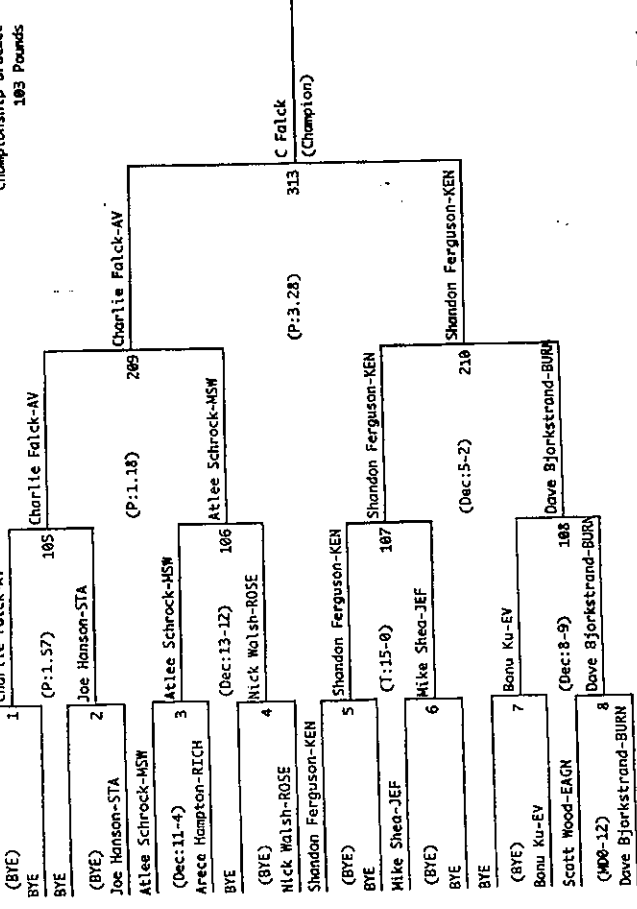 Championship Bracket
103 Pounds
(BYE)
BYE
1
Charlie Falck-AV
BYE
(BYE)
Joe Hanson-STA
2
Joe Hanson-STA
(P:1.57)
105
Charlie Falck-AV
Atlee Schrock-MSW
(Dec:11-4)
Arece Hampton-RICH
3
Atlee Schrock-MSW
BYE
(BYE)
Nick Walsh-ROSE
4
Nick Walsh-ROSE
(Dec:13-12)
106
Atlee Schrock-MSW
(P:1.18)
209
Charlie Falck-AV
Shandon Ferguson-KEN
(BYE)
BYE
5
Shandon Ferguson-KEN
Mike Shea-JEF
(BYE)
BYE
6
Mike Shea-JEF
(T:15-0)
107
Shandon Ferguson-KEN
BYE
(BYE)
Banu Ku-EV
7
Banu Ku-EV
Scott Wood-EAGN
(MD0-12)
Dave Bjorkstrand-BURN
8
Dave Bjorkstrand-BURN
(Dec:8-9)
108
Dave Bjorkstrand-BURN
(Dec:5-2)
210
Shandon Ferguson-KEN
(P:3.28)
313
C Falck
(Champion)